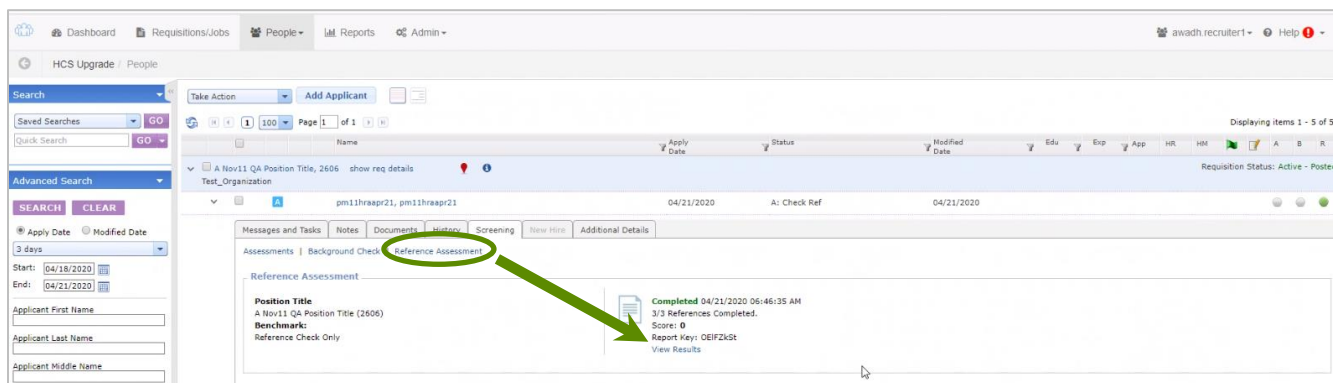 Dashboard Requisitions/Jobs People Reports Admin awadh.recruiter1 Help
HCS Upgrade / People
Search
Saved Searches GO
Quick Search GO
Advanced Search
SEARCH CLEAR
Apply Date Modified Date
3 days
Start: 04/18/2020
End: 04/21/2020
Applicant First Name
Applicant Last Name
Applicant Middle Name
Take Action Add Applicant
1 100 Page 1 of 1
Displaying items 1 - 5 of 5
Name Apply Date Status Modified Date Edu Exp App HR HM A B R
A Nov11 QA Position Title, 2606 show req details
Requisition Status: Active - Posted
Test_Organization
A pm11hraapr21, pm11hraapr21 04/21/2020 A: Check Ref 04/21/2020
Messages and Tasks Notes Documents History Screening New Hire Additional Details
Assessments | Background Check | Reference Assessment
Reference Assessment
Position Title
A Nov11 QA Position Title (2606)
Benchmark:
Reference Check Only
Completed 04/21/2020 06:46:35 AM
3/3 References Completed.
Score: 0
Report Key: OElFZkSt
View Results